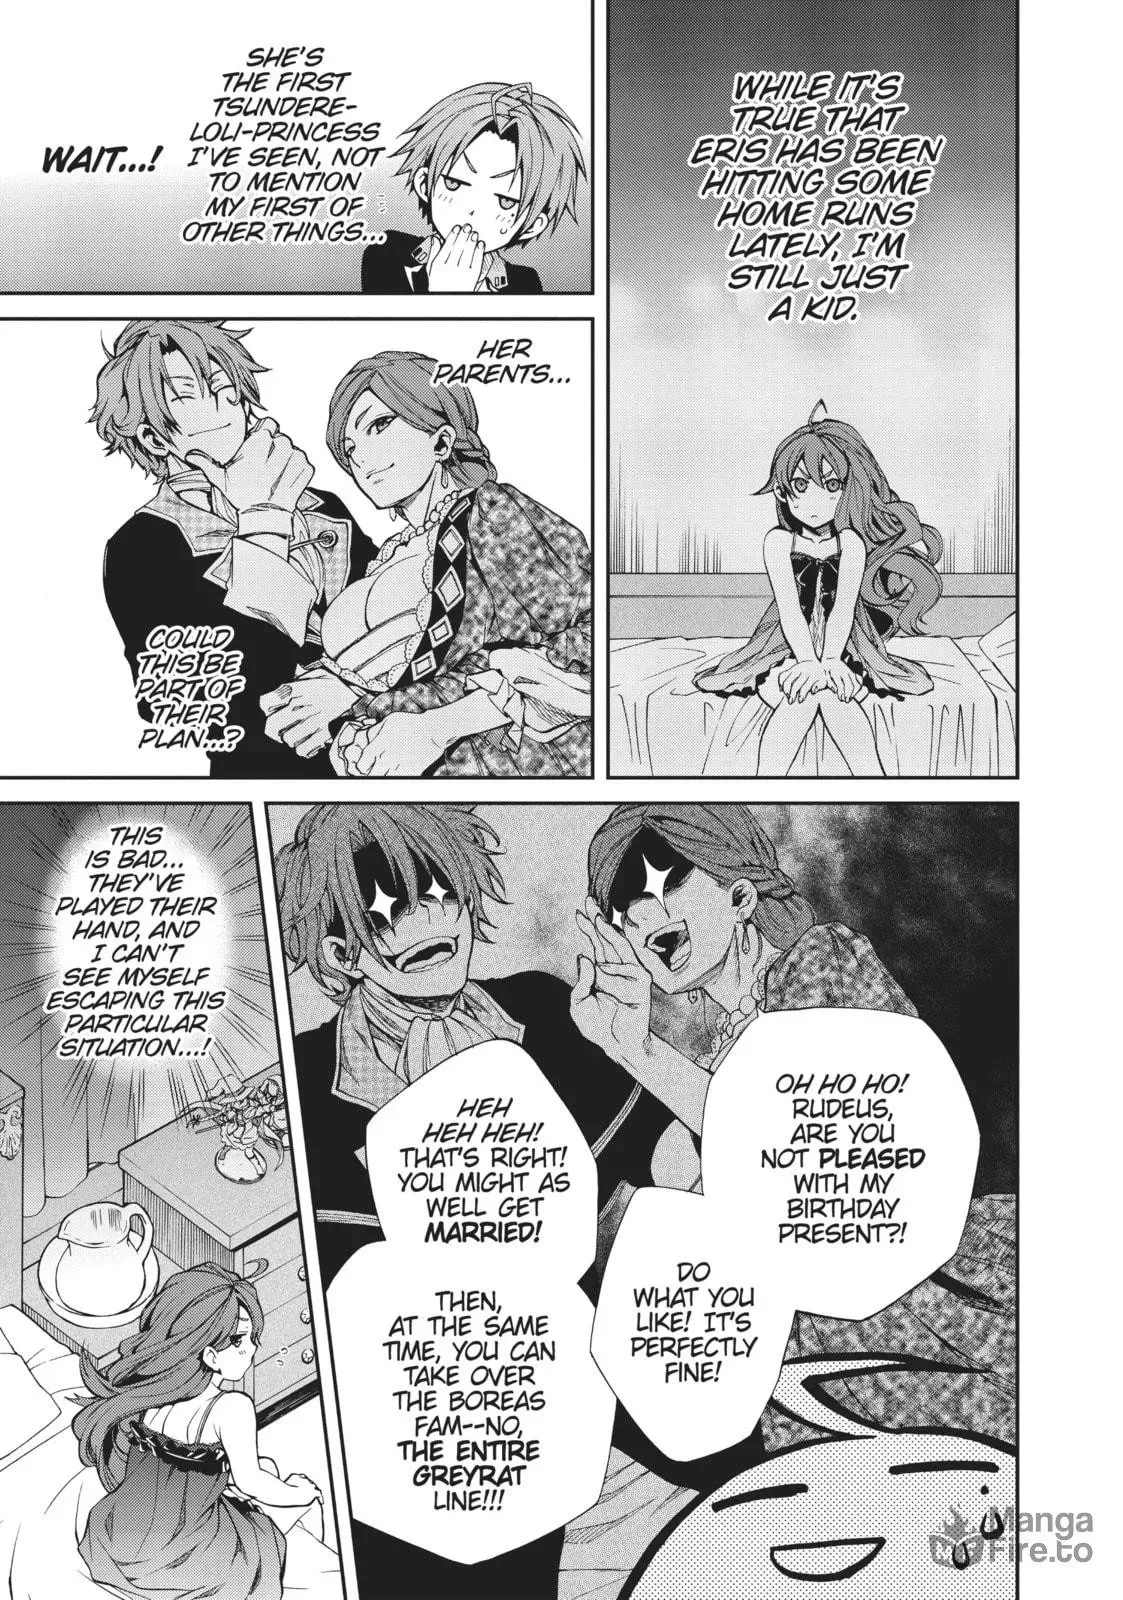 WHILE IT'S
TRUE THAT
ERIS HAS BEEN
HITTING SOME
HOME RUNS
LATELY, I'M
STILL JUST
A KID.
SHE'S
THE FIRST
TSUNDERE-
LOLI-PRINCESS
I'VE SEEN, NOT
TO MENTION
MY FIRST OF
OTHER THINGS...
WAIT...!
HER
PARENTS...
COULD
THIS BE
PART OF
THEIR
PLAN...?
OH HO HO!
RUDEUS,
ARE YOU
NOT PLEASED
WITH MY
BIRTHDAY
PRESENT?!
DO
WHAT YOU
LIKE! IT'S
PERFECTLY
FINE!
HEH
HEH HEH!
THAT'S RIGHT!
YOU MIGHT AS
WELL GET
MARRIED!
THEN,
AT THE SAME
TIME, YOU CAN
TAKE OVER
THE BOREAS
FAM--NO,
THE ENTIRE
GREYRAT
LINE!!!
THIS
IS BAD...
THEY'VE
PLAYED THEIR
HAND, AND
I CAN'T
SEE MYSELF
ESCAPING THIS
PARTICULAR
SITUATION...!
Manga
Fire.to